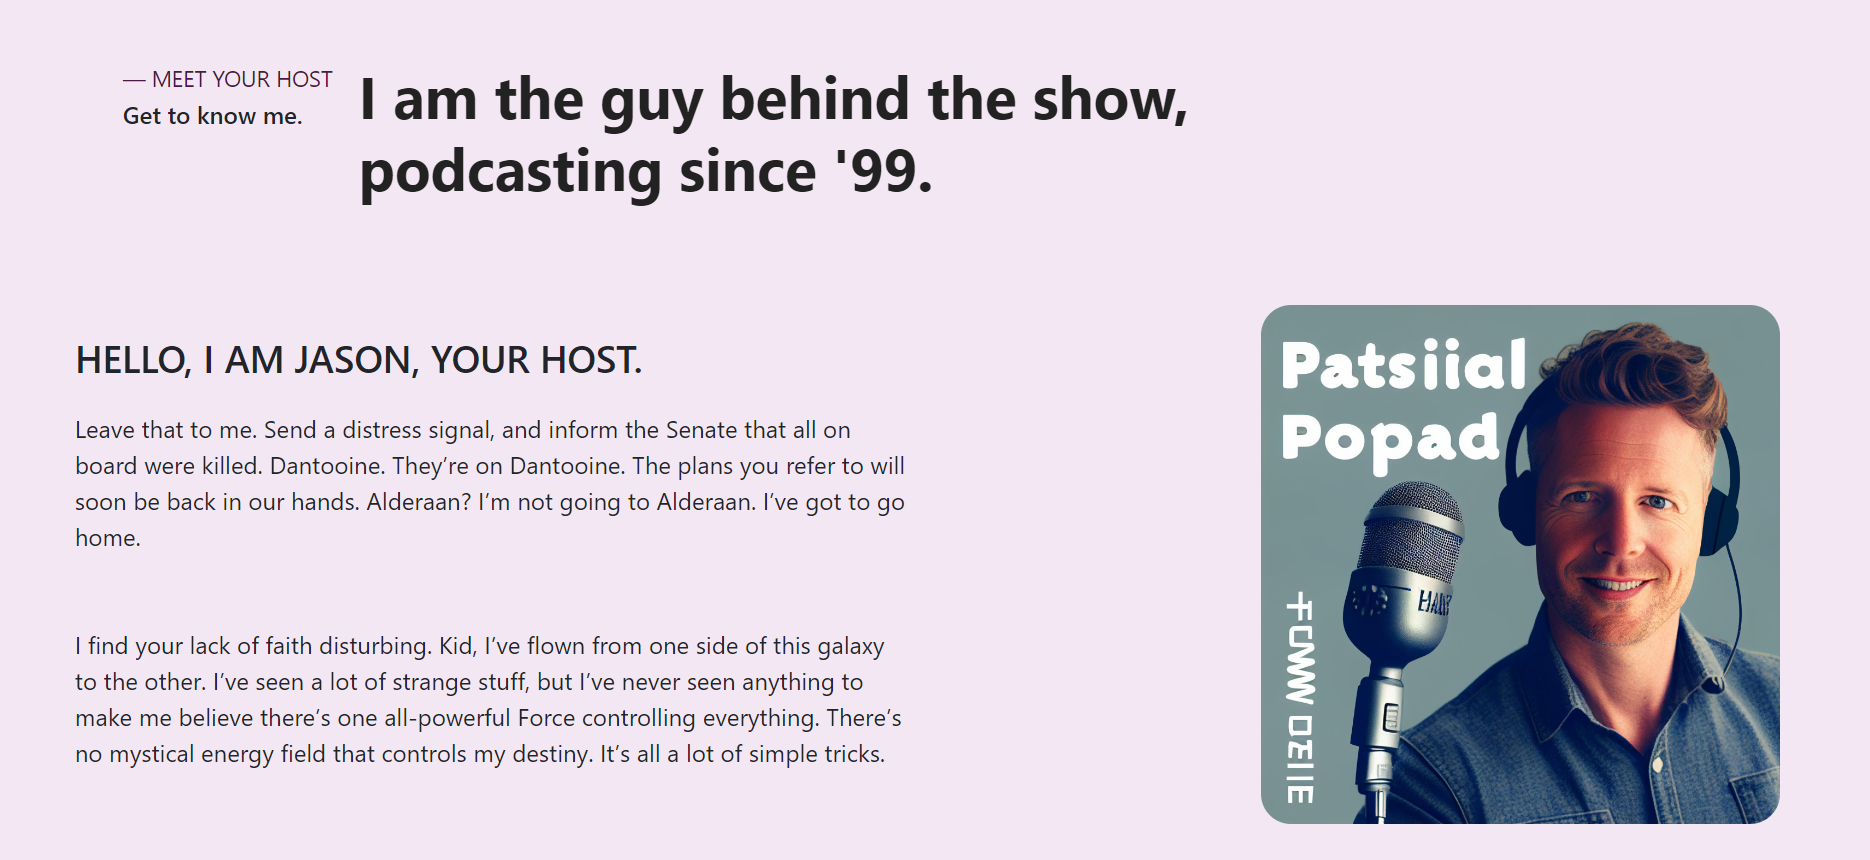 — MEET YOUR HOST
Get to know me.
I am the guy behind the show,
podcasting since '99.
HELLO, I AM JASON, YOUR HOST.
Leave that to me. Send a distress signal, and inform the Senate that all on
board were killed. Dantooine. They’re on Dantooine. The plans you refer to will
soon be back in our hands. Alderaan? I’m not going to Alderaan. I’ve got to go
home.
I find your lack of faith disturbing. Kid, I’ve flown from one side of this galaxy
to the other. I’ve seen a lot of strange stuff, but I’ve never seen anything to
make me believe there’s one all-powerful Force controlling everything. There’s
no mystical energy field that controls my destiny. It’s all a lot of simple tricks.
Patsiial
Popad